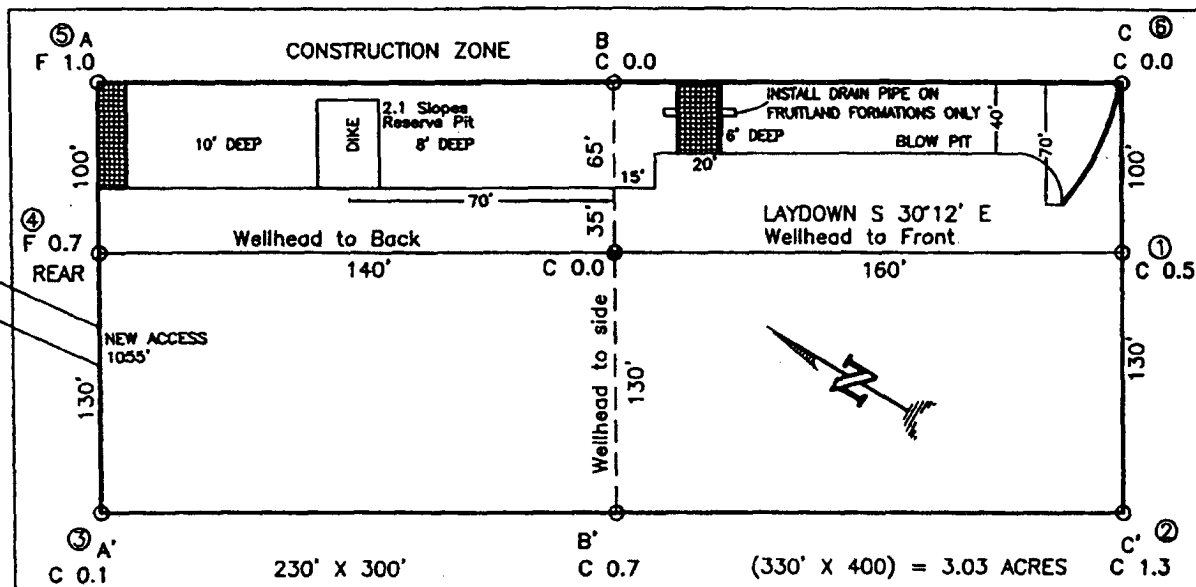 ⑤ A
F 1.0
CONSTRUCTION ZONE
B
C 0.0
C ⑥
C 0.0
INSTALL DRAIN PIPE ON
FRUITLAND FORMATIONS ONLY
2.1 Slopes
Reserve Pit
10' DEEP
DIKE
8' DEEP
6' DEEP
BLOW PIT
40'
70'
100'
65'
15'
20'
100'
70'
35'
LAYDOWN S 30°12' E
④
F 0.7
REAR
Wellhead to Back
140'
C 0.0
Wellhead to Front
160'
①
C 0.5
NEW ACCESS
1055'
130'
Wellhead to side
130'
N
130'
③ A'
C 0.1
230' X 300'
B'
C 0.7
(330' X 400) = 3.03 ACRES
C' ②
C 1.3